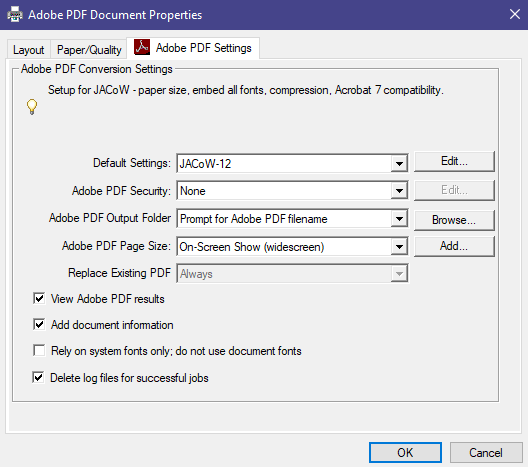 Adobe PDF Document Properties
Layout Paper/Quality Adobe PDF Settings
Adobe PDF Conversion Settings
Setup for JACoW - paper size, embed all fonts, compression, Acrobat 7 compatibility.
Default Settings: JACoW-12 Edit...
Adobe PDF Security: None Edit...
Adobe PDF Output Folder Prompt for Adobe PDF filename Browse...
Adobe PDF Page Size: On-Screen Show (widescreen) Add...
Replace Existing PDF Always
View Adobe PDF results
Add document information
Rely on system fonts only; do not use document fonts
Delete log files for successful jobs
OK Cancel